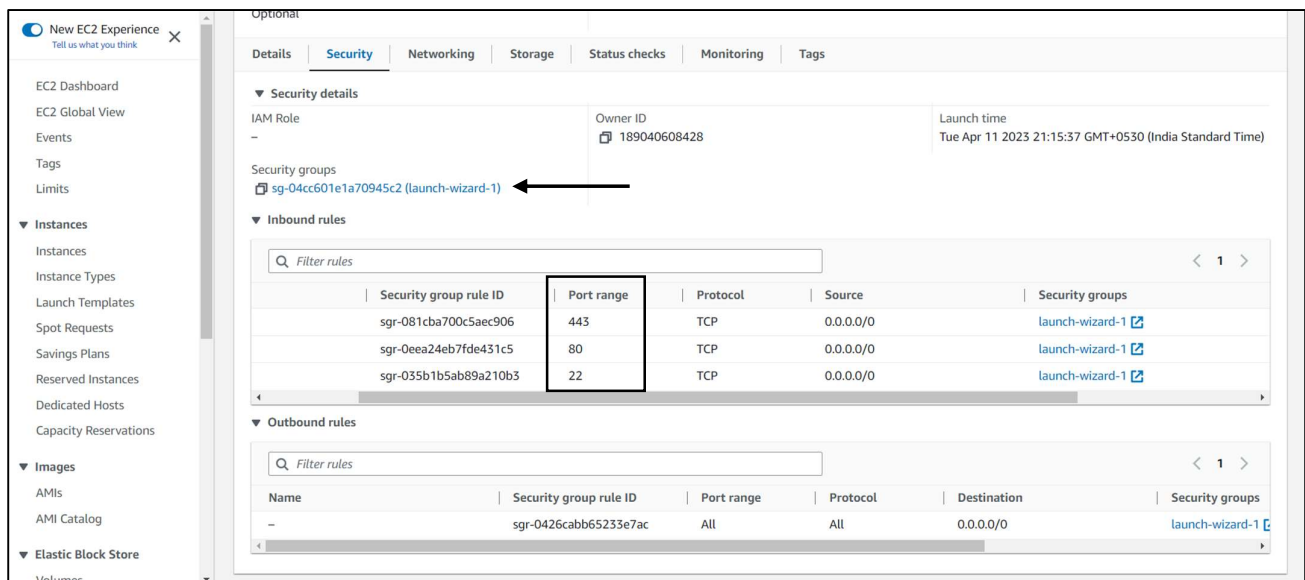 New EC2 Experience
Tell us what you think
EC2 Dashboard
EC2 Global View
Events
Tags
Limits
Instances
Instances
Instance Types
Launch Templates
Spot Requests
Savings Plans
Reserved Instances
Dedicated Hosts
Capacity Reservations
Images
AMIs
AMI Catalog
Elastic Block Store
Volumes
Optional
Details Security Networking Storage Status checks Monitoring Tags
Security details
IAM Role Owner ID Launch time
– 189040608428 Tue Apr 11 2023 21:15:37 GMT+0530 (India Standard Time)
Security groups
sg-04cc601e1a70945c2 (launch-wizard-1)
Inbound rules
Filter rules 1
Security group rule ID Port range Protocol Source Security groups
sgr-081cba700c5aec906 443 TCP 0.0.0.0/0 launch-wizard-1
sgr-0eea24eb7fde431c5 80 TCP 0.0.0.0/0 launch-wizard-1
sgr-035b1b5ab89a210b3 22 TCP 0.0.0.0/0 launch-wizard-1
Outbound rules
Filter rules 1
Name Security group rule ID Port range Protocol Destination Security groups
– sgr-0426cabb65233e7ac All All 0.0.0.0/0 launch-wizard-1